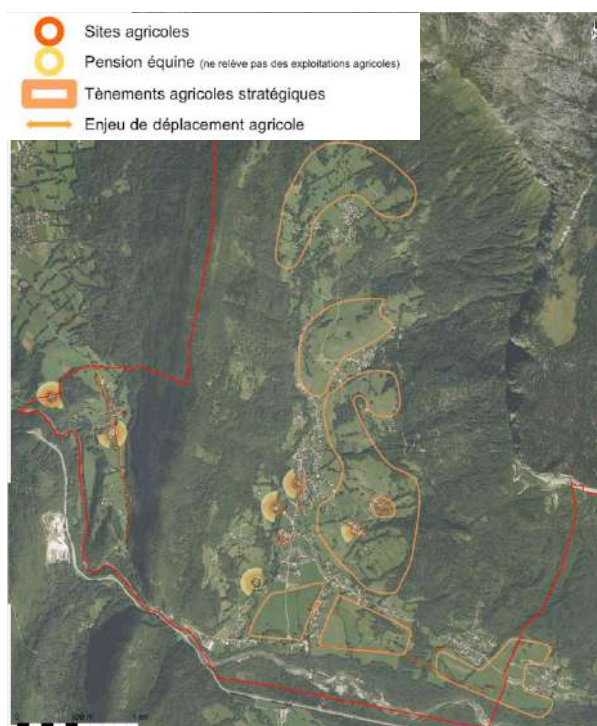 Sites agricoles
Pension équine (ne relève pas des exploitations agricoles)
Tènements agricoles stratégiques
Enjeu de déplacement agricole